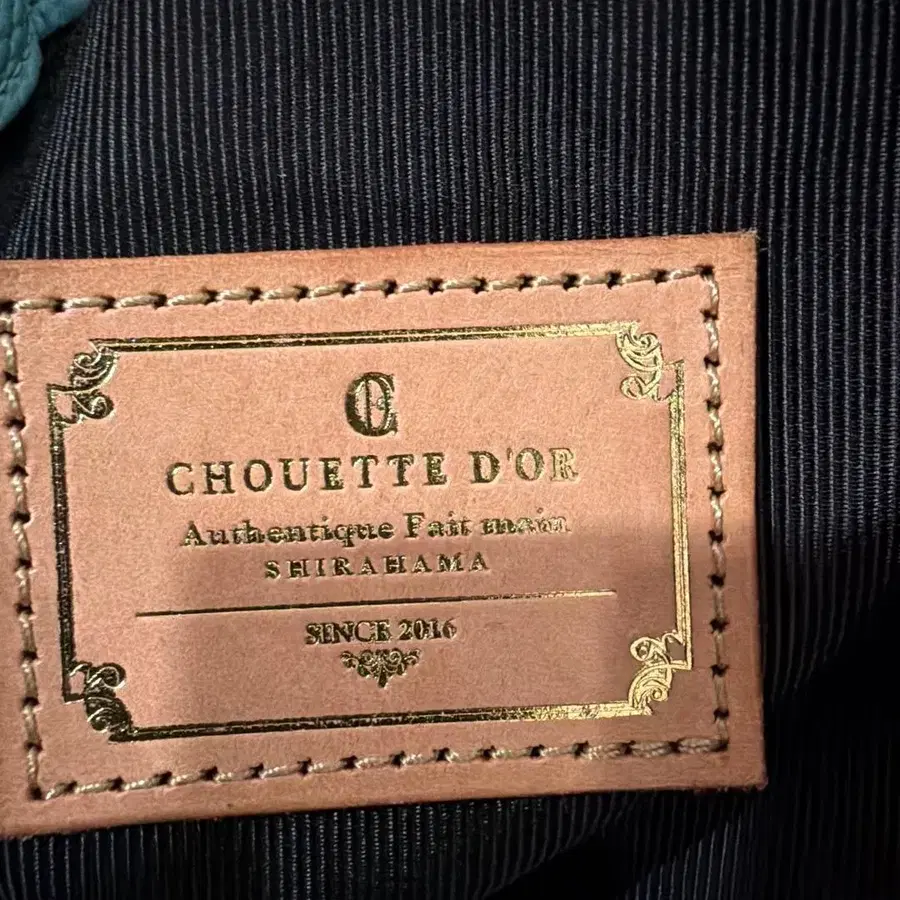 CHOUETTE D'OR
Authentique Fait main
SHIRAHAMA
SINCE 2016